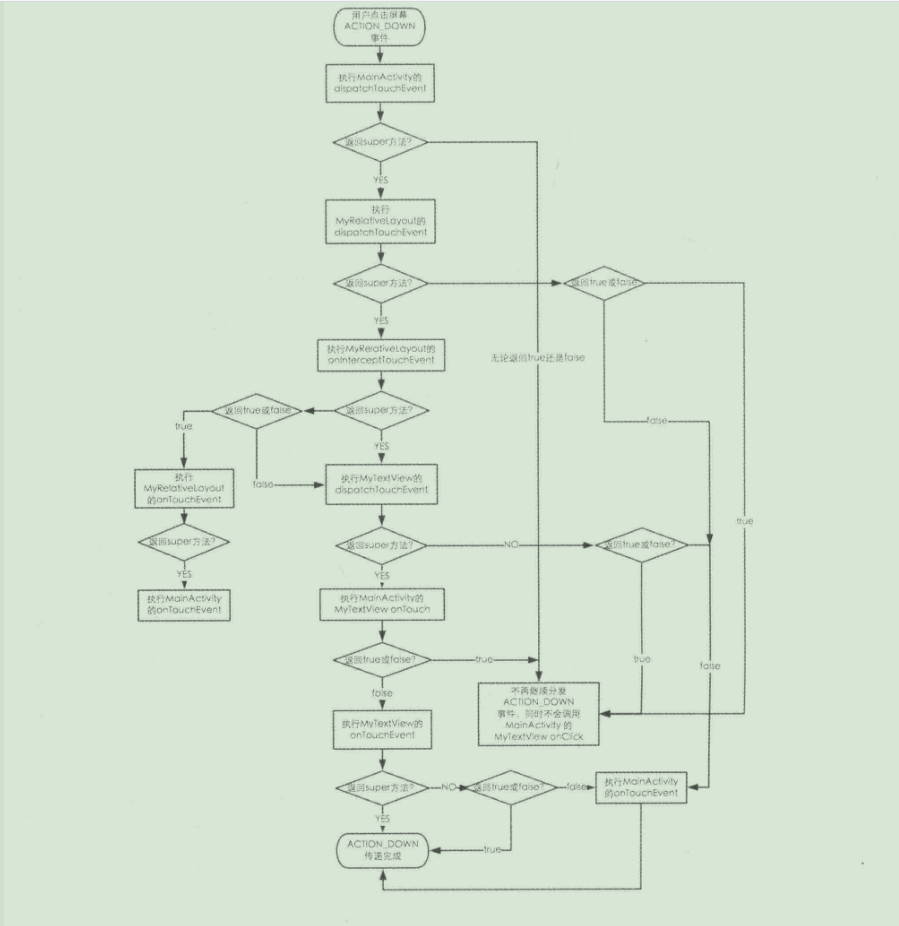 用户点击屏幕
ACTION_DOWN
事件
执行MainActivity的
dispatchTouchEvent
返回super方法?
YES
执行
MyRelativeLayout的
dispatchTouchEvent
返回super方法?
返回true或false
YES
无论返回true还是false
执行MyRelativeLayout的
onInterceptTouchEvent
返回true或false
返回super方法?
true
false
YES
执行
MyRelativeLayout
的onTouchEvent
false
执行MyTextView的
dispatchTouchEvent
true
返回super方法?
返回super方法?
NO
返回true或false?
YES
YES
执行MainActivity
的onTouchEvent
执行MainActivity的
MyTextView onTouch
返回true或false?
true
true
false
false
不再继续分发
ACTION_DOWN
事件，同时不会调用
MainActivity 的
MyTextView onClick
执行MyTextView的
onTouchEvent
返回super方法?
NO
返回true或false?
false
执行MainActivity
的onTouchEvent
YES
ACTION_DOWN
传递完成
true